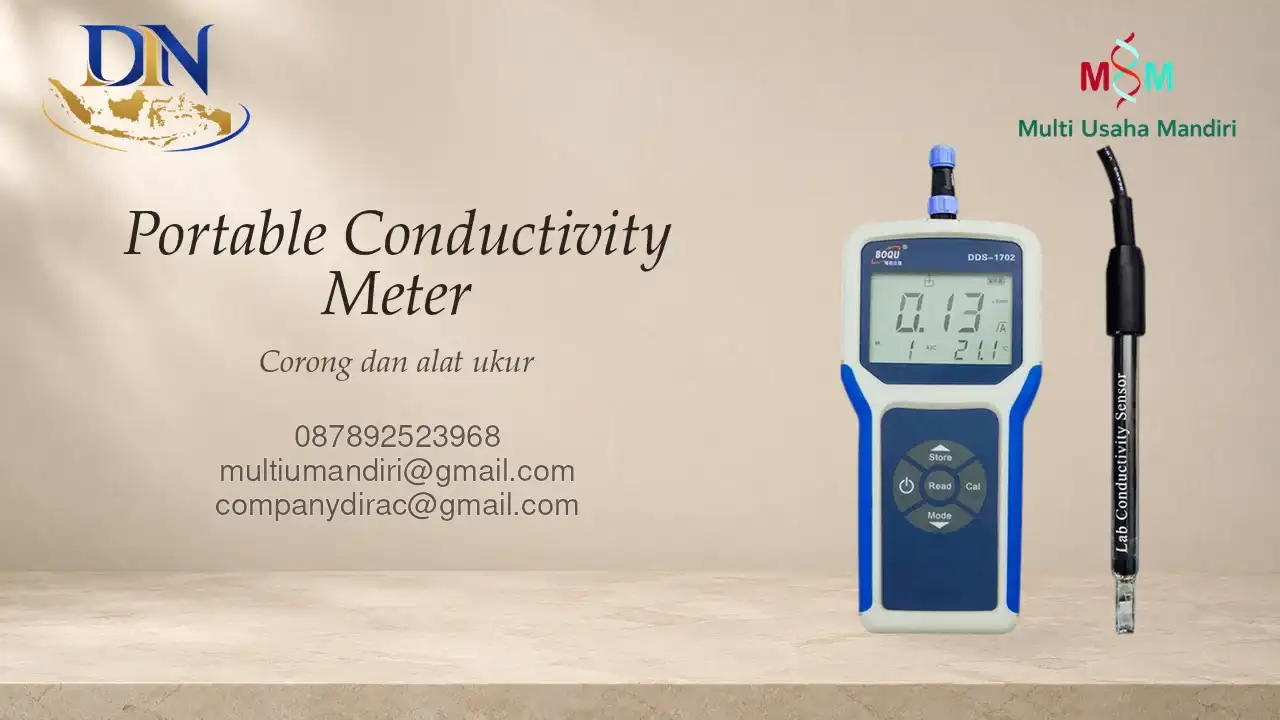 DIN
MSM
Multi Usaha Mandiri
Portable Conductivity
Meter
Corong dan alat ukur
087892523968
multiumandiri@gmail.com
companydirac@gmail.com
BOQU
DDS-1702
0.13
/A
1
21.1 °C
Store
Read
Cal
Mode
Lab Conductivity Sensor